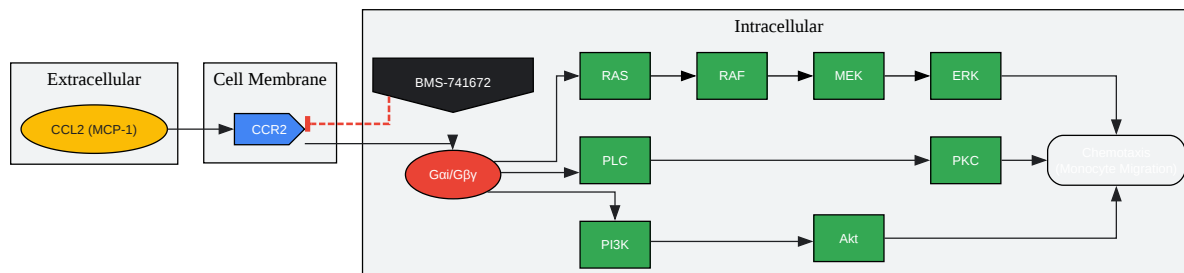 Intracellular
Extracellular
Cell Membrane
BMS-741672
RAS
RAF
MEK
ERK
CCL2 (MCP-1)
CCR2
Gαi/Gβγ
PLC
PKC
Chemotaxis
(Monocyte Migration)
PI3K
Akt